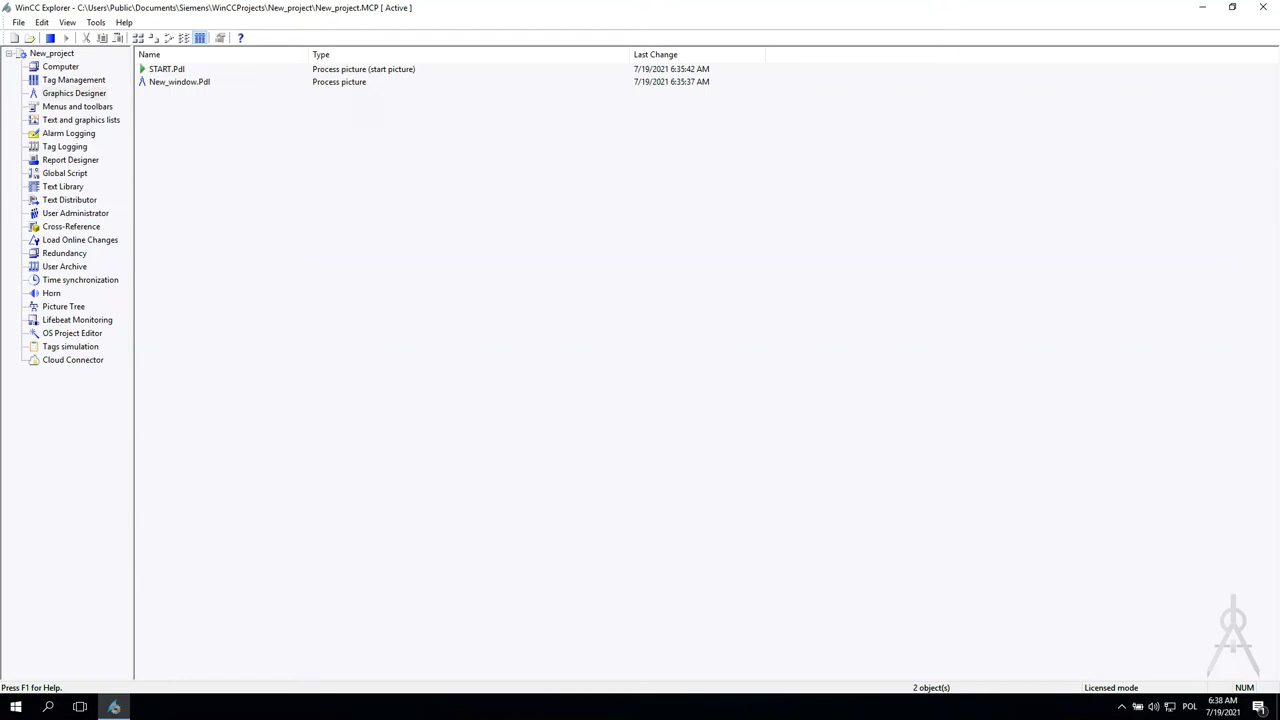 WinCC Explorer - C:\Users\Public\Documents\Siemens\WinCCProjects\New_project\New_project.MCP [ Active ]
File Edit View Tools Help
New_project
Computer
Tag Management
Graphics Designer
Menus and toolbars
Text and graphics lists
Alarm Logging
Tag Logging
Report Designer
Global Script
Text Library
Text Distributor
User Administrator
Cross-Reference
Load Online Changes
Redundancy
User Archive
Time synchronization
Horn
Picture Tree
Lifebeat Monitoring
OS Project Editor
Tags simulation
Cloud Connector
Name Type Last Change
START.Pdl Process picture (start picture) 7/19/2021 6:35:42 AM
New_window.Pdl Process picture 7/19/2021 6:35:37 AM
Press F1 for Help. 2 object(s) Licensed mode NUM
POL 6:38 AM
7/19/2021